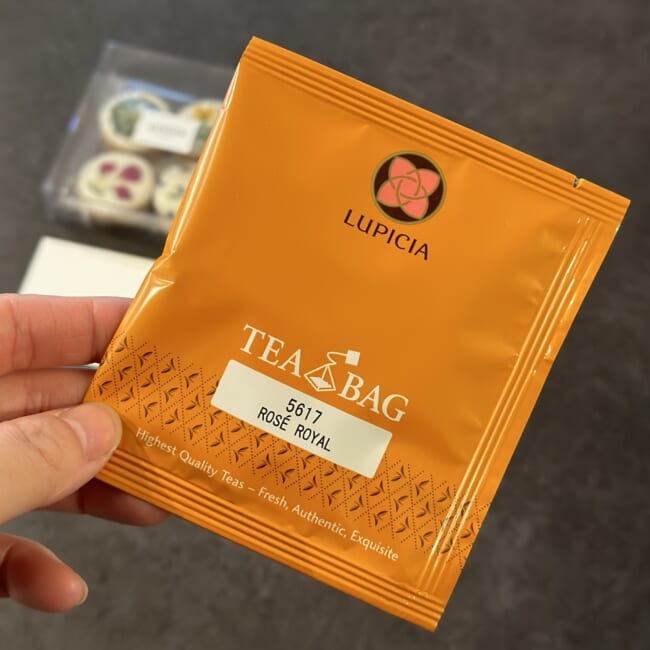 LUPICIA
TEA BAG
5617
ROSÉ ROYAL
Highest Quality Teas – Fresh, Authentic, Exquisite